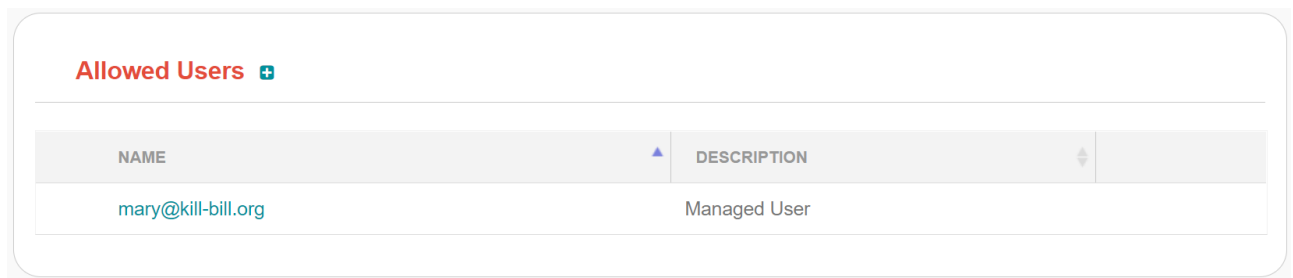 Allowed Users
NAME DESCRIPTION
mary@kill-bill.org Managed User